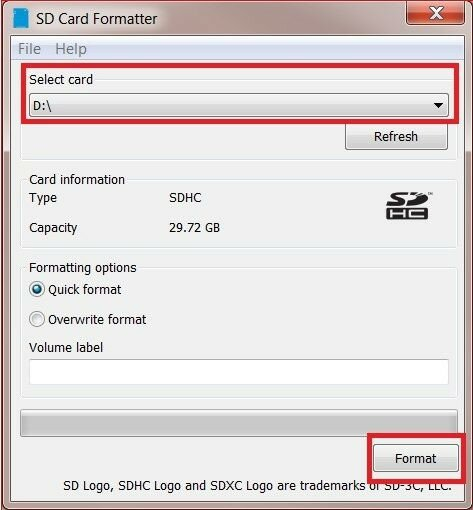 SD Card Formatter
File Help
Select card
D:\
Refresh
Card information
Type SDHC
SD HC
Capacity 29.72 GB
Formatting options
Quick format
Overwrite format
Volume label
Format
SD Logo, SDHC Logo and SDXC Logo are trademarks of SD-3C, LLC.